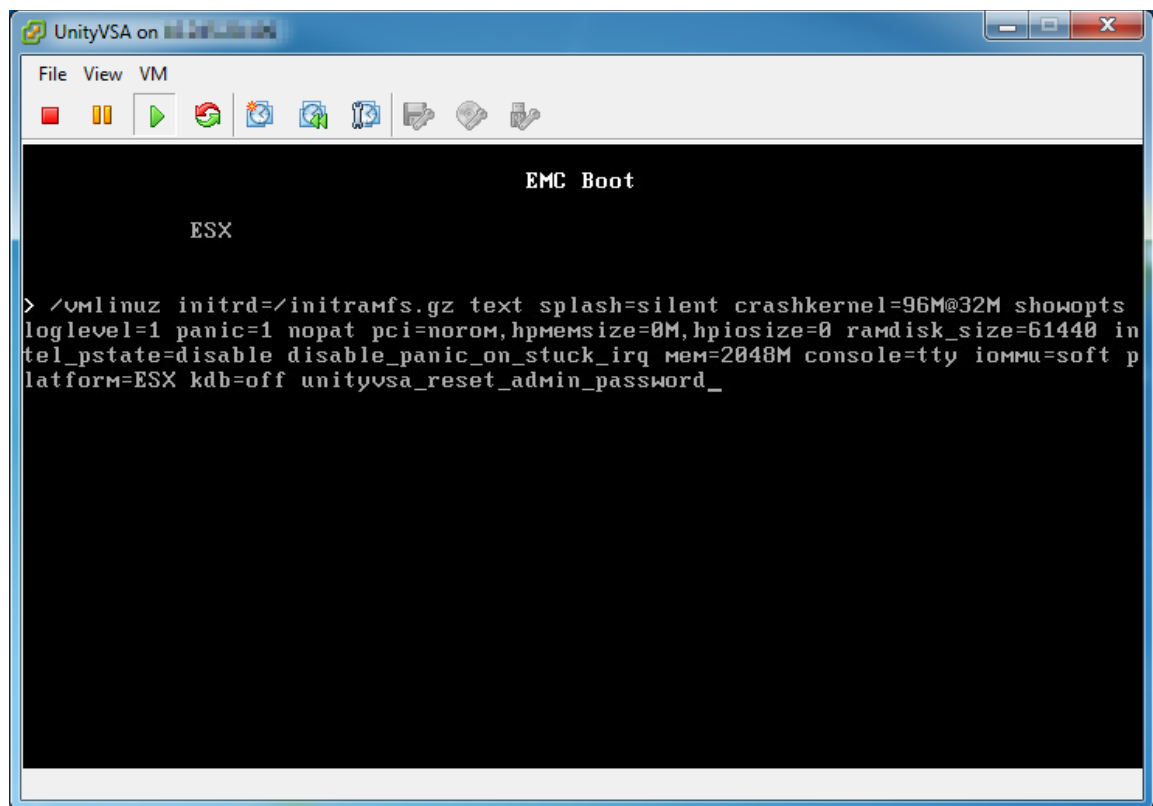 UnityVSA on
File View VM
EMC Boot
ESX
> /vmlinuz initrd=/initramfs.gz text splash=silent crashkernel=96M@32M showopts
loglevel=1 panic=1 nopat pci=norom,hpmemsize=0M,hpiosize=0 ramdisk_size=61440 in
tel_pstate=disable disable_panic_on_stuck_irq mem=2048M console=tty iommu=soft p
latform=ESX kdb=off unityvsa_reset_admin_password_